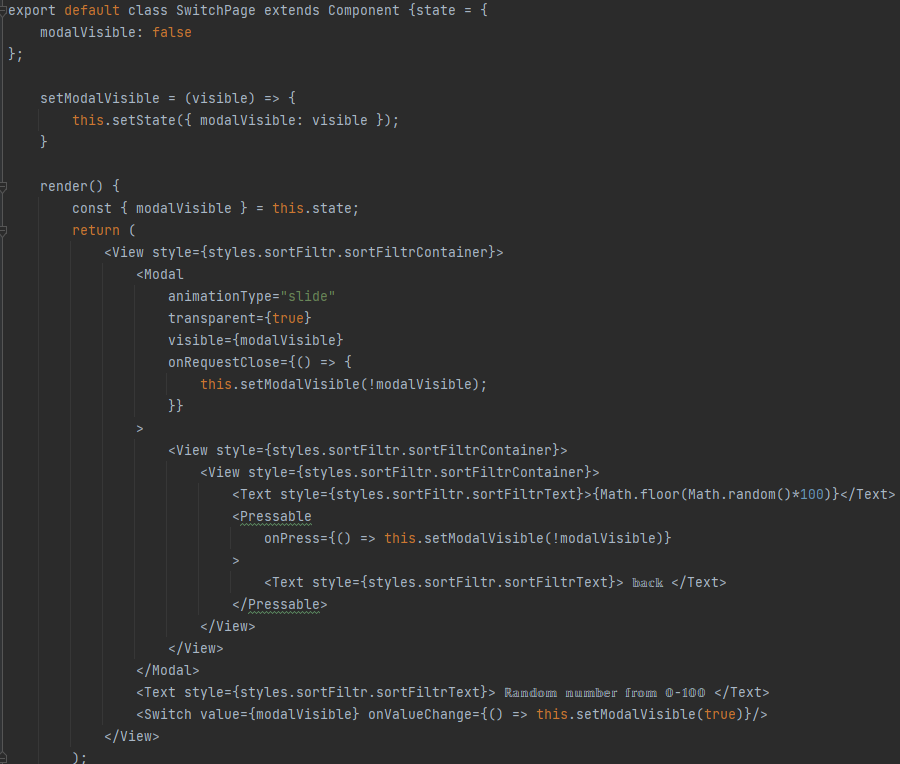 export default class SwitchPage extends Component {state = {
    modalVisible: false
};

    setModalVisible = (visible) => {
        this.setState({ modalVisible: visible });
    }

    render() {
        const { modalVisible } = this.state;
        return (
            <View style={styles.sortFiltr.sortFiltrContainer}>
                <Modal
                    animationType="slide"
                    transparent={true}
                    visible={modalVisible}
                    onRequestClose={() => {
                        this.setModalVisible(!modalVisible);
                    }}
                >
                    <View style={styles.sortFiltr.sortFiltrContainer}>
                        <View style={styles.sortFiltr.sortFiltrContainer}>
                            <Text style={styles.sortFiltr.sortFiltrText}>{Math.floor(Math.random()*100)}</Text>
                            <Pressable
                                onPress={() => this.setModalVisible(!modalVisible)}
                            >
                                <Text style={styles.sortFiltr.sortFiltrText}> 𝕓𝕒𝕔𝕜 </Text>
                            </Pressable>
                        </View>
                    </View>
                </Modal>
                <Text style={styles.sortFiltr.sortFiltrText}> ℝ𝕒𝕟𝕕𝕠𝕞 𝕟𝕦𝕞𝕓𝕖𝕣 𝕗𝕣𝕠𝕞 𝟘-𝟙𝟘𝟘 </Text>
                <Switch value={modalVisible} onValueChange={() => this.setModalVisible(true)}/>
            </View>
        );